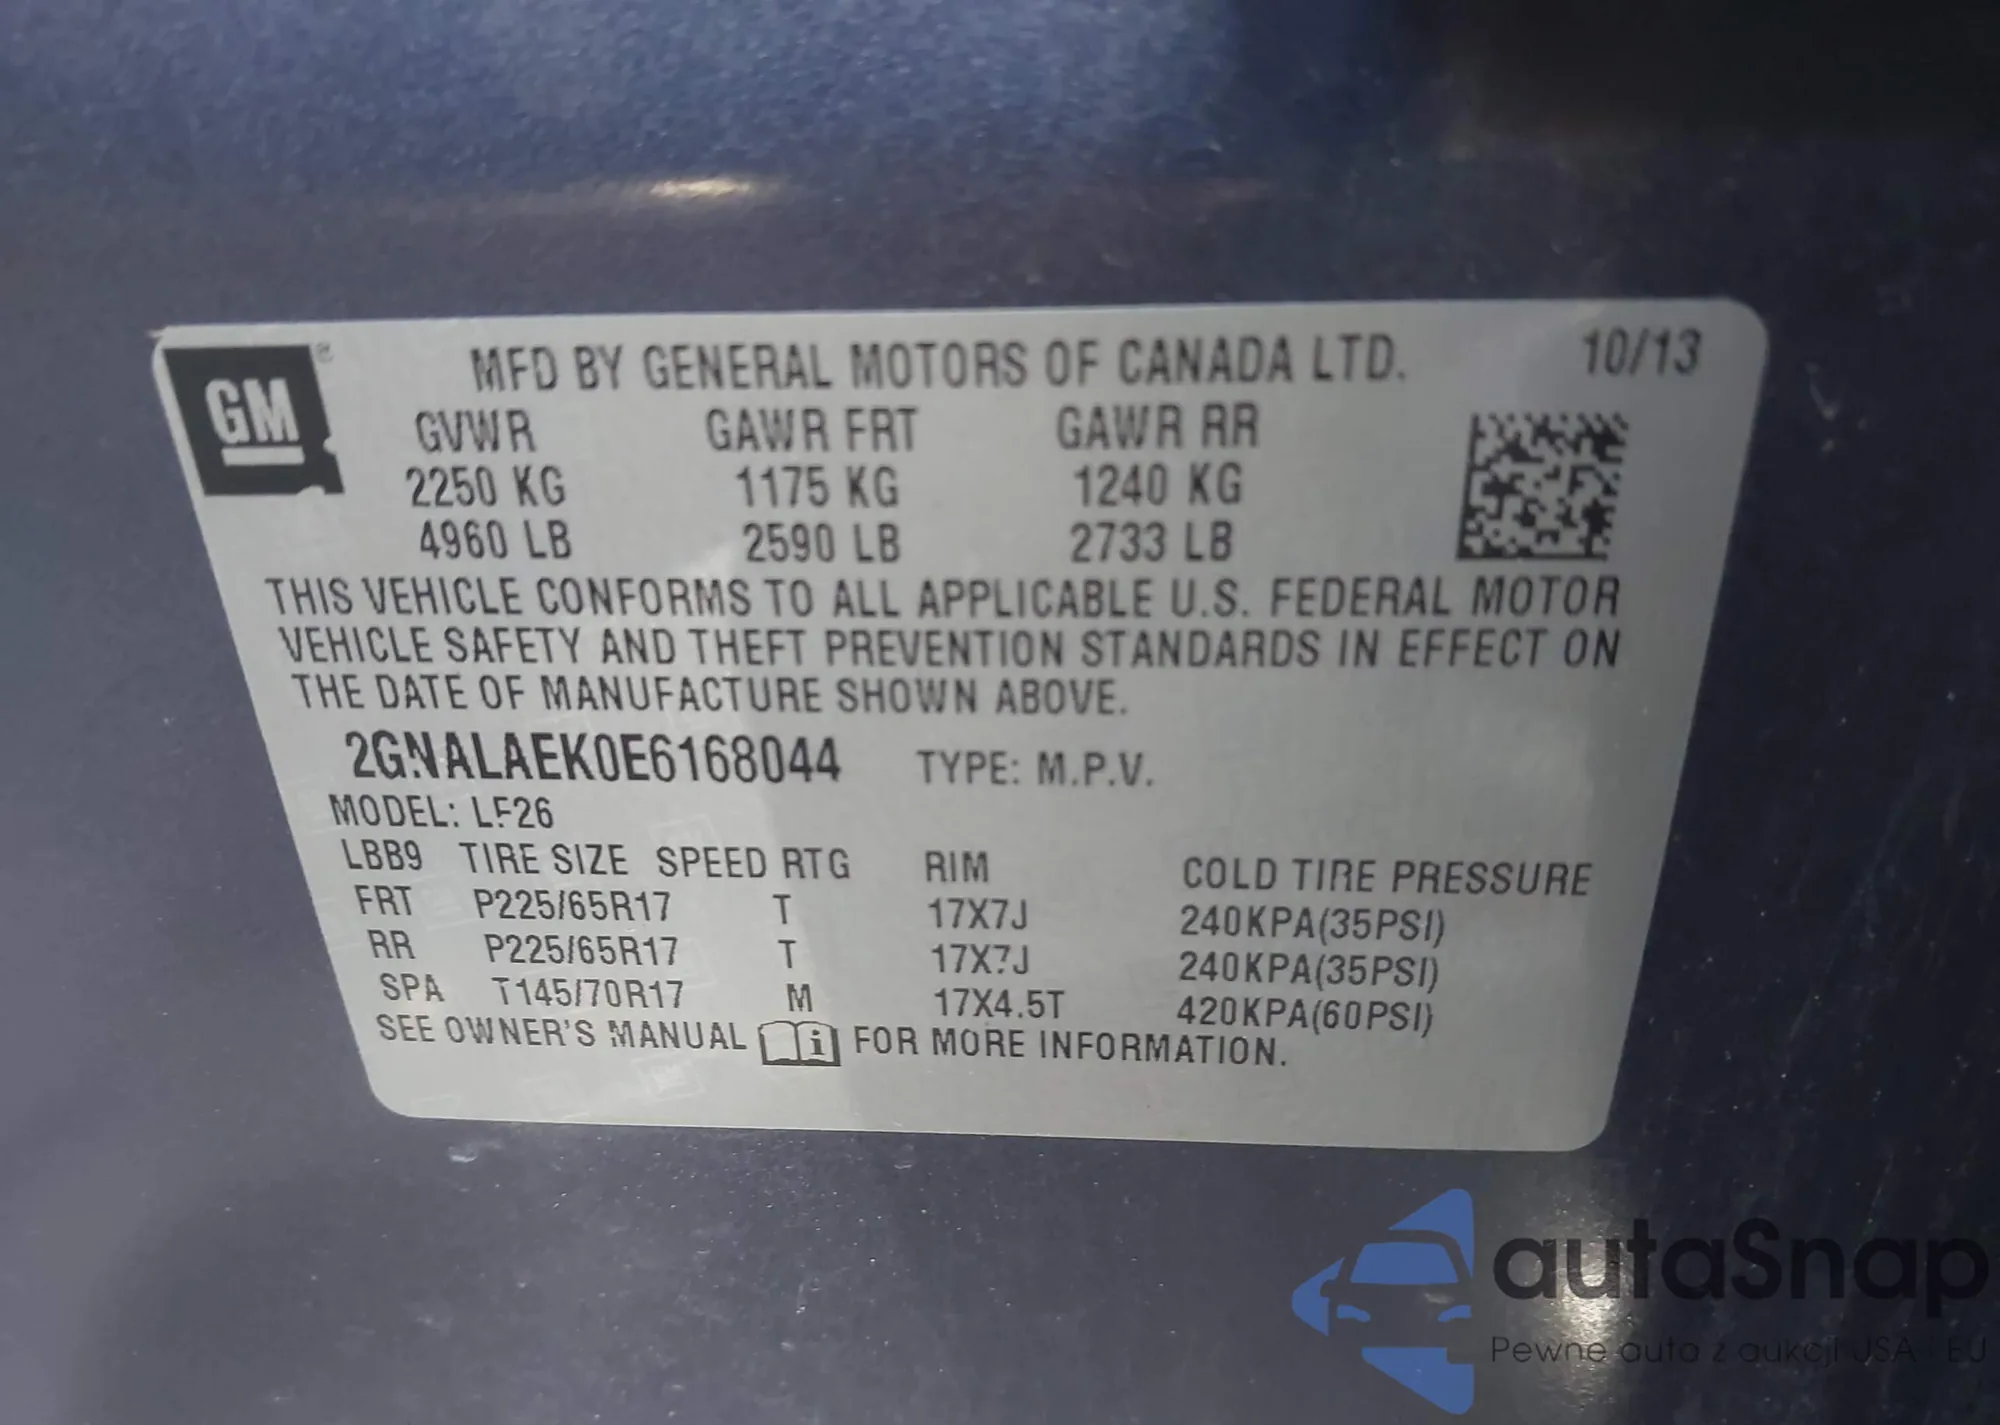 GM®
MFD BY GENERAL MOTORS OF CANADA LTD. 10/13
GVWR GAWR FRT GAWR RR
2250 KG 1175 KG 1240 KG
4960 LB 2590 LB 2733 LB
THIS VEHICLE CONFORMS TO ALL APPLICABLE U.S. FEDERAL MOTOR
VEHICLE SAFETY AND THEFT PREVENTION STANDARDS IN EFFECT ON
THE DATE OF MANUFACTURE SHOWN ABOVE.
2GNALAEK0E6168044 TYPE: M.P.V.
MODEL: LF26
LBB9 TIRE SIZE SPEED RTG RIM COLD TIRE PRESSURE
FRT P225/65R17 T 17X7J 240KPA(35PSI)
RR P225/65R17 T 17X7J 240KPA(35PSI)
SPA T145/70R17 M 17X4.5T 420KPA(60PSI)
SEE OWNER'S MANUAL i FOR MORE INFORMATION.
autaSnap
Pewne auta z aukcji USA - EU